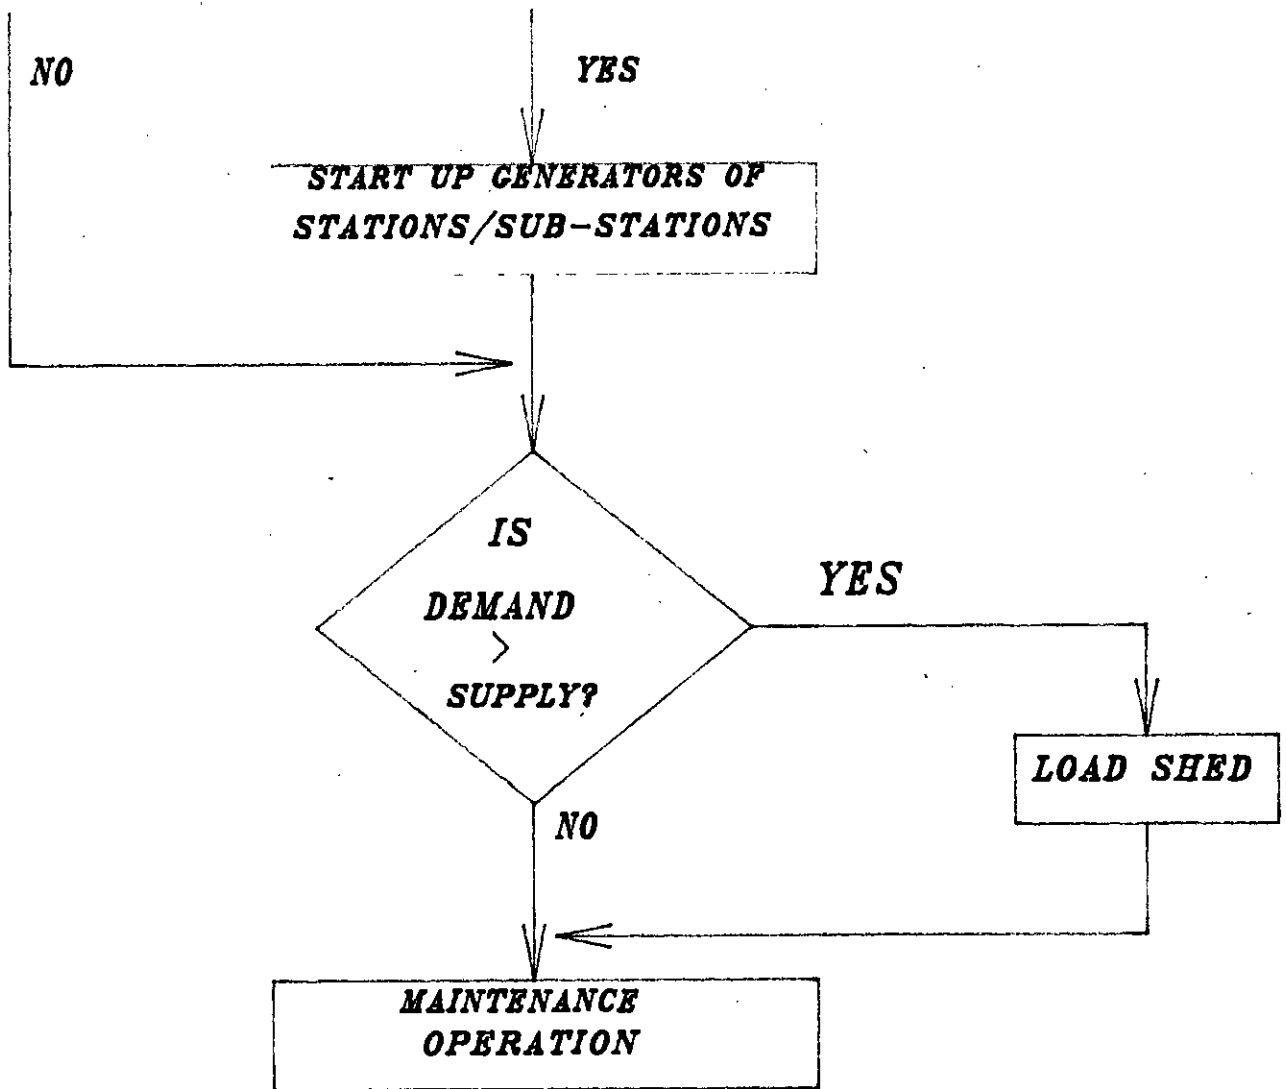 NO
YES
START UP GENERATORS OF
STATIONS/SUB-STATIONS
IS
DEMAND
>
SUPPLY?
YES
LOAD SHED
NO
MAINTENANCE
OPERATION